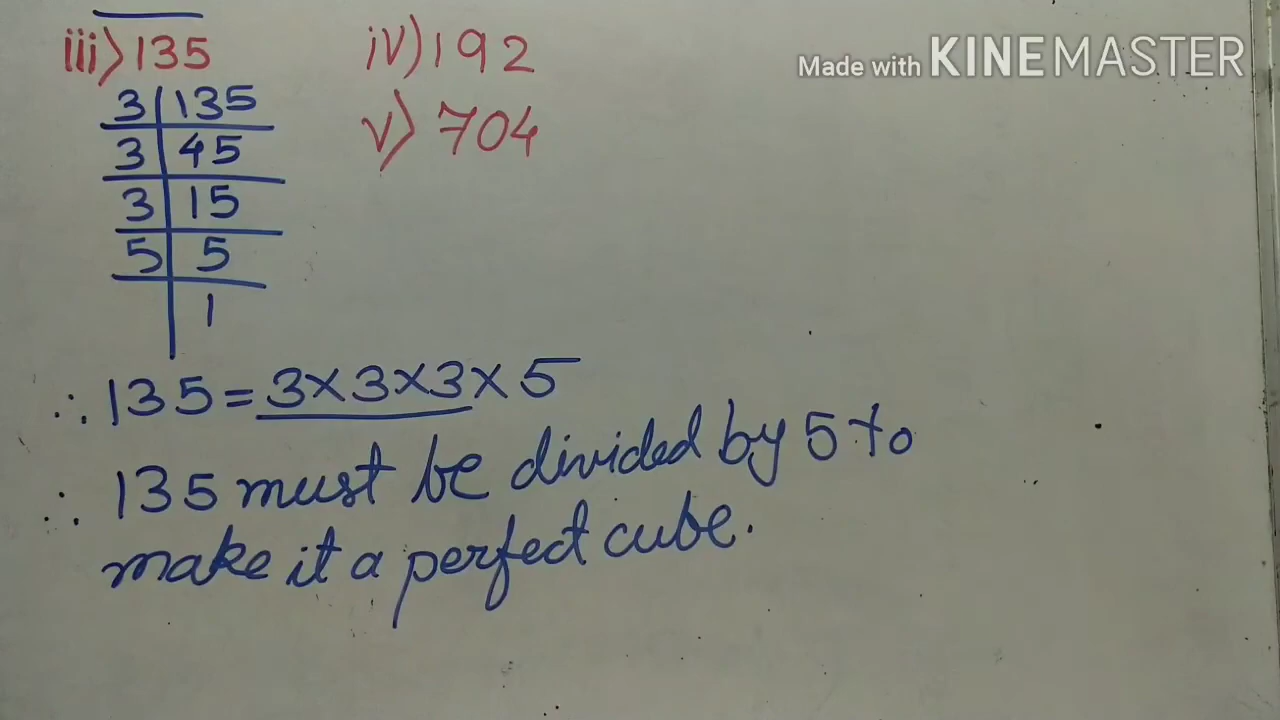 iii) 135
iv) 192
Made with KINEMASTER
v) 704
3 | 135
3 | 45
3 | 15
5 | 5
1
∴ 135 = 3×3×3×5
∴ 135 must be divided by 5 to
make it a perfect cube.